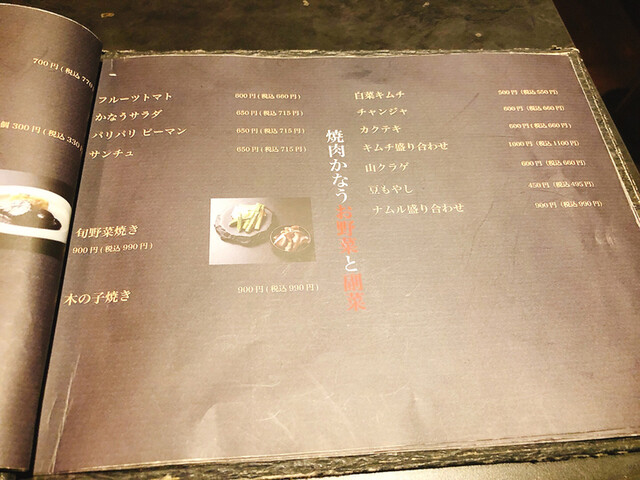 700円(税込770
個 300円(税込330)
フルーツトマト 600円(税込660円)
かなうサラダ 650円(税込715円)
パリパリ ピーマン 650円(税込715円)
サンチュ 650円(税込715円)
旬野菜焼き
900円(税込990円)
木の子焼き 900円(税込990円)
焼肉かなうお野菜と副菜
白菜キムチ 500円(税込550円)
チャンジャ 600円(税込660円)
カクテキ 600円(税込660円)
キムチ盛り合わせ 1000円(税込1100円)
山クラゲ 600円(税込660円)
豆もやし 450円(税込495円)
ナムル盛り合わせ 900円(税込990円)